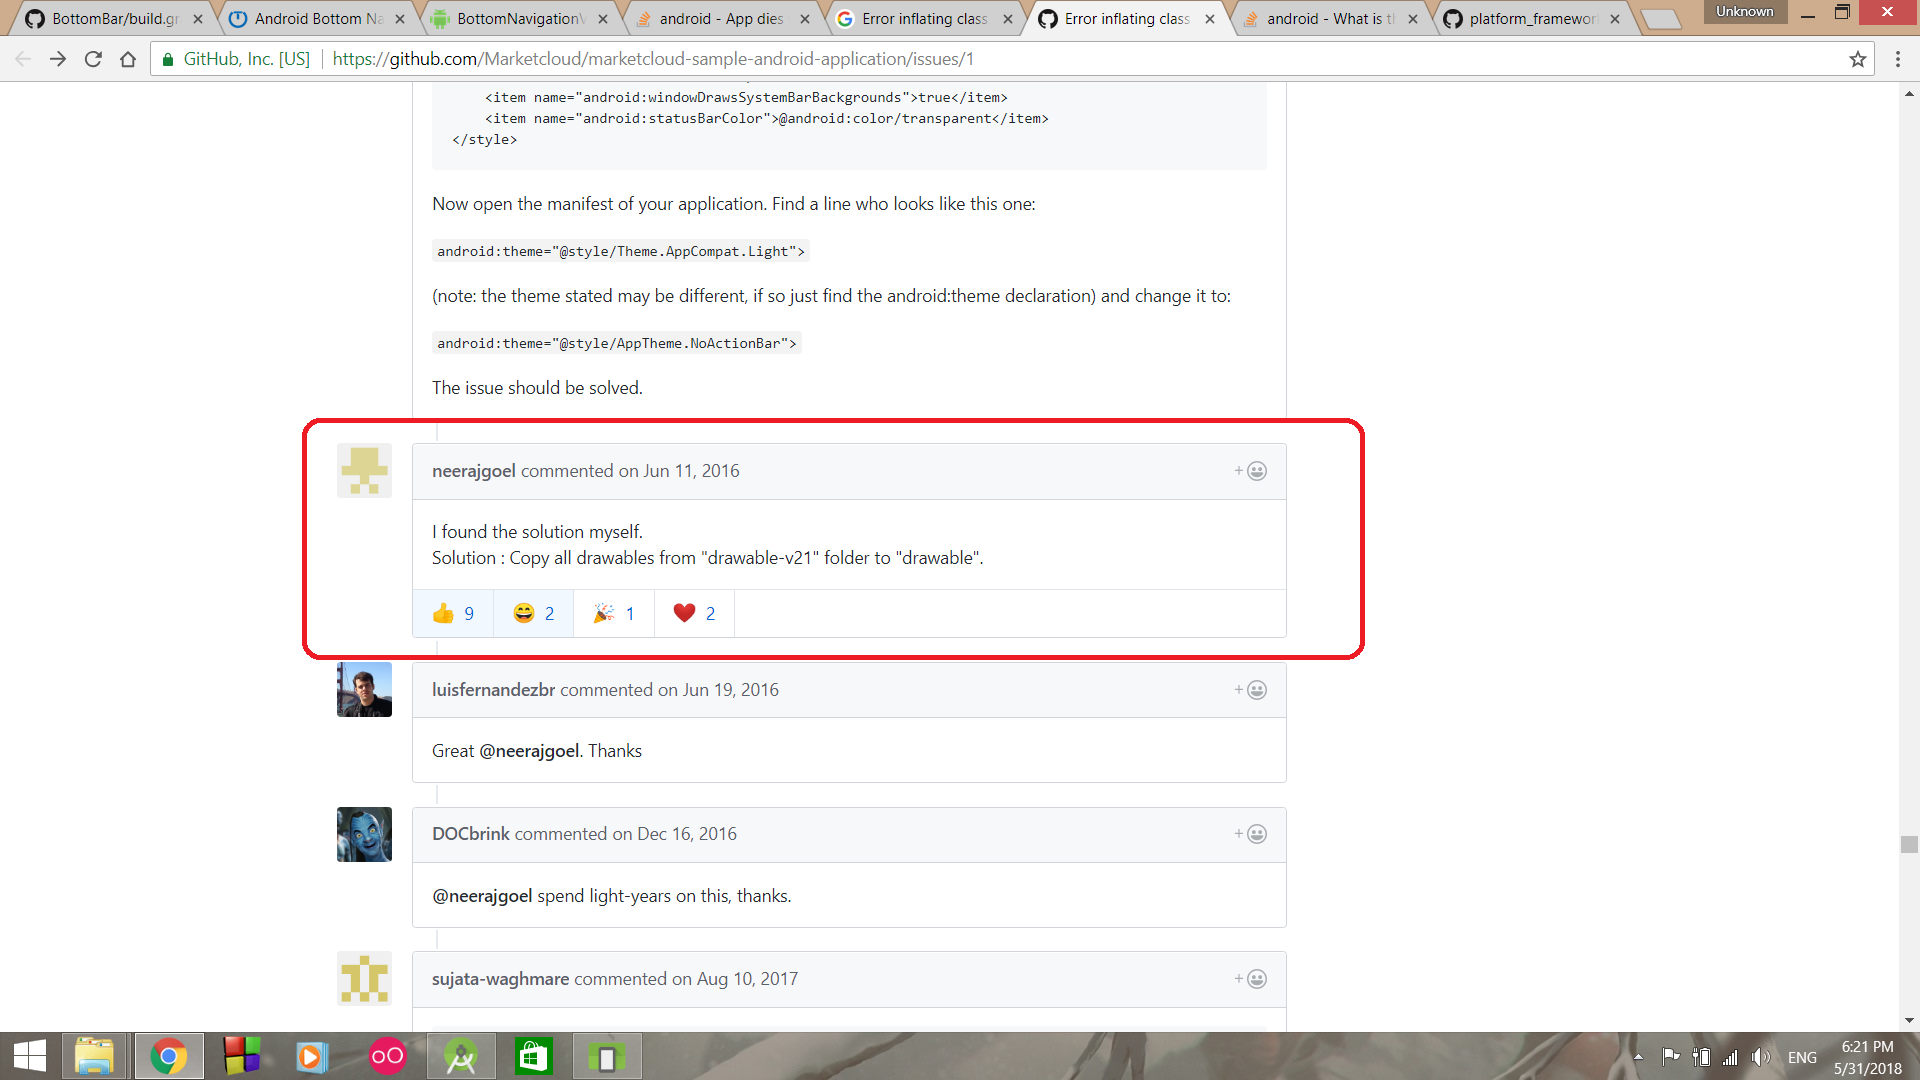 BottomBar/build.gr
Android Bottom Na
BottomNavigationV
android - App dies
Error inflating class
Error inflating class
android - What is th
platform_framewor
Unknown
GitHub, Inc. [US]
https://github.com/Marketcloud/marketcloud-sample-android-application/issues/1
<item name="android:windowDrawsSystemBarBackgrounds">true</item>
<item name="android:statusBarColor">@android:color/transparent</item>
</style>
Now open the manifest of your application. Find a line who looks like this one:
android:theme="@style/Theme.AppCompat.Light">
(note: the theme stated may be different, if so just find the android:theme declaration) and change it to:
android:theme="@style/AppTheme.NoActionBar">
The issue should be solved.
neerajgoel commented on Jun 11, 2016
I found the solution myself.
Solution : Copy all drawables from "drawable-v21" folder to "drawable".
👍 9 😄 2 🎉 1 ❤️ 2
luisfernandezbr commented on Jun 19, 2016
Great @neerajgoel. Thanks
DOCbrink commented on Dec 16, 2016
@neerajgoel spend light-years on this, thanks.
sujata-waghmare commented on Aug 10, 2017
ENG
6:21 PM
5/31/2018